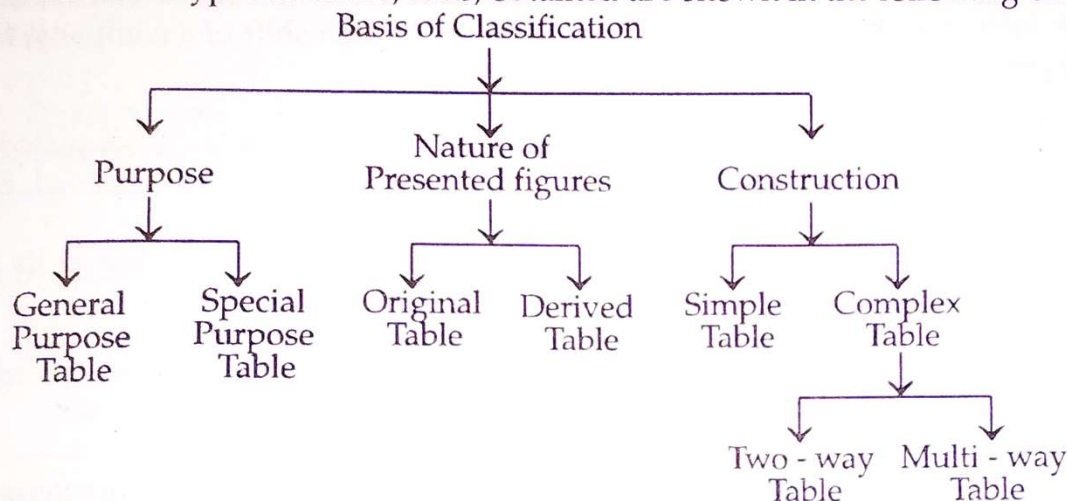 Basis of Classification
Purpose
Nature of
Presented figures
Construction
General
Purpose
Table
Special
Purpose
Table
Original
Table
Derived
Table
Simple
Table
Complex
Table
Two - way
Table
Multi - way
Table